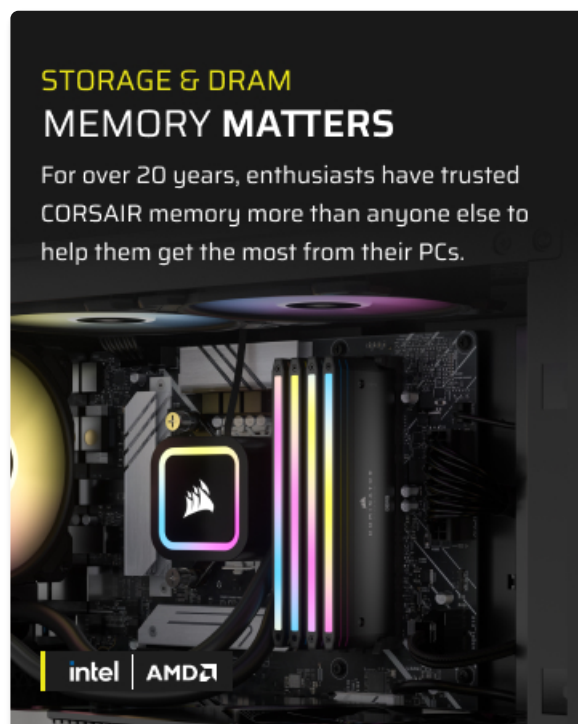 STORAGE & DRAM
MEMORY MATTERS
For over 20 years, enthusiasts have trusted
CORSAIR memory more than anyone else to
help them get the most from their PCs.
DOMINATOR
intel | AMD